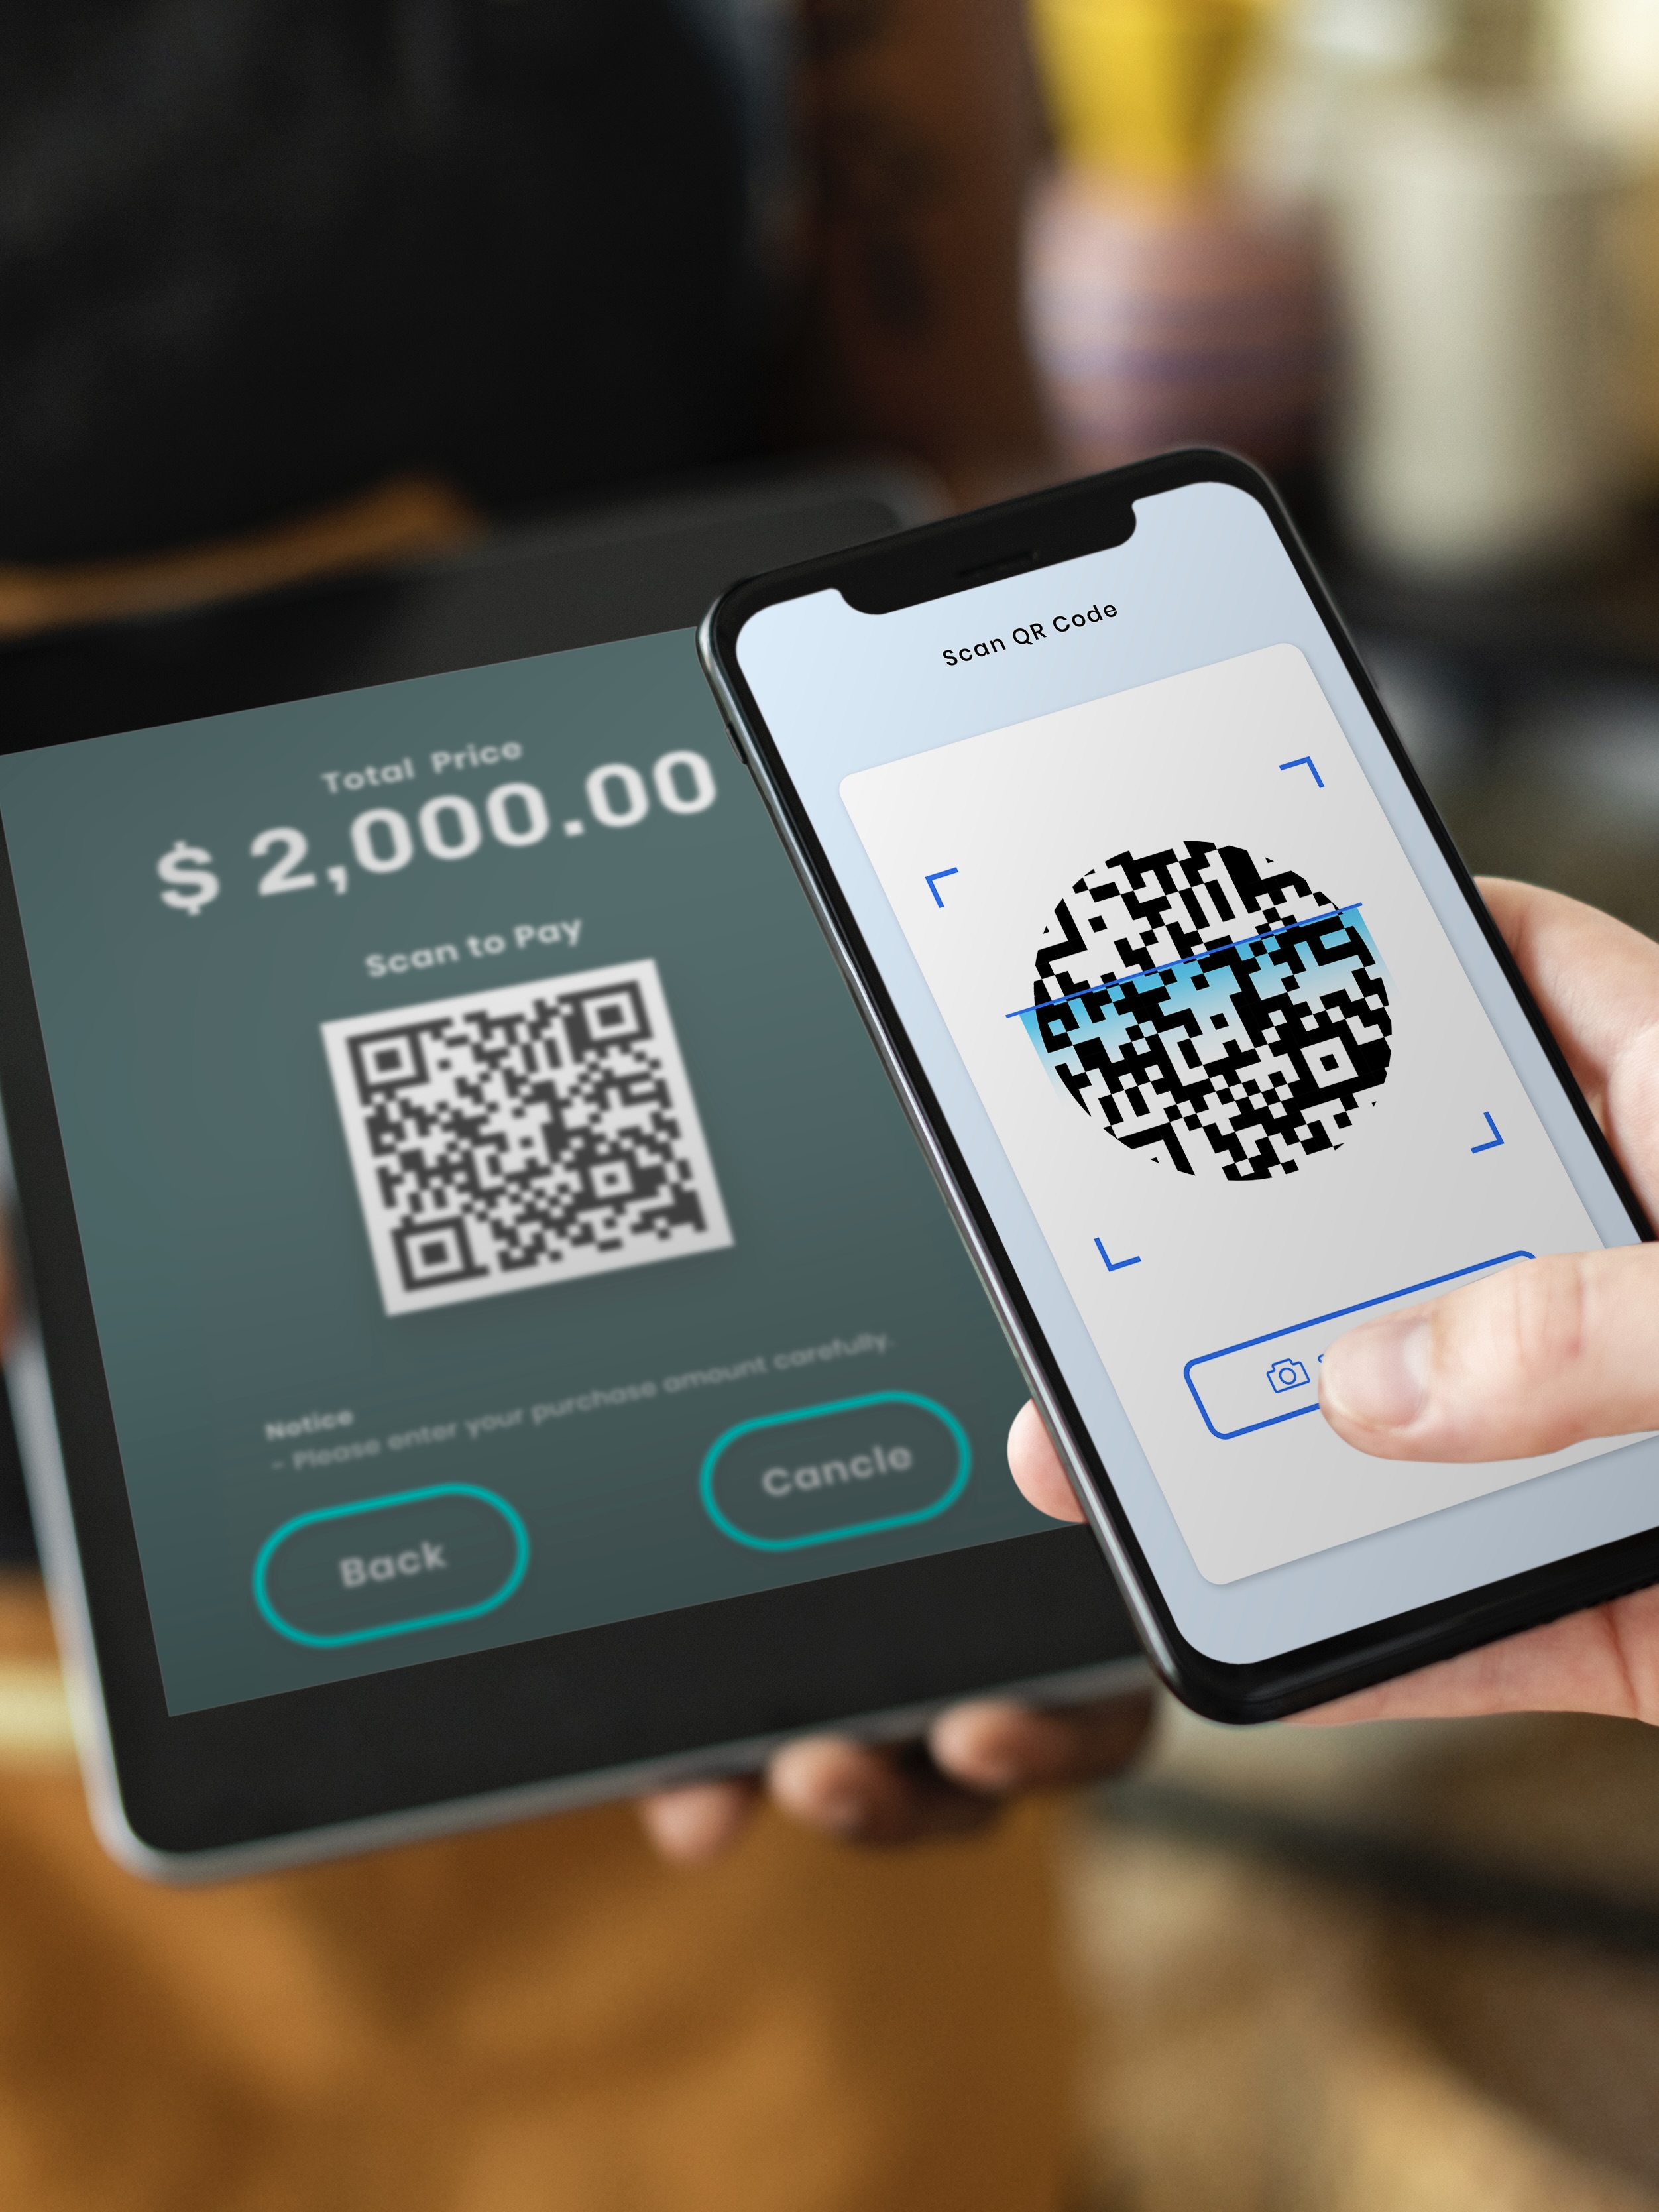 Total Price
$ 2,000.00
Scan to Pay
Notice
- Please enter your purchase amount carefully.
Back
Cancle
Scan QR Code